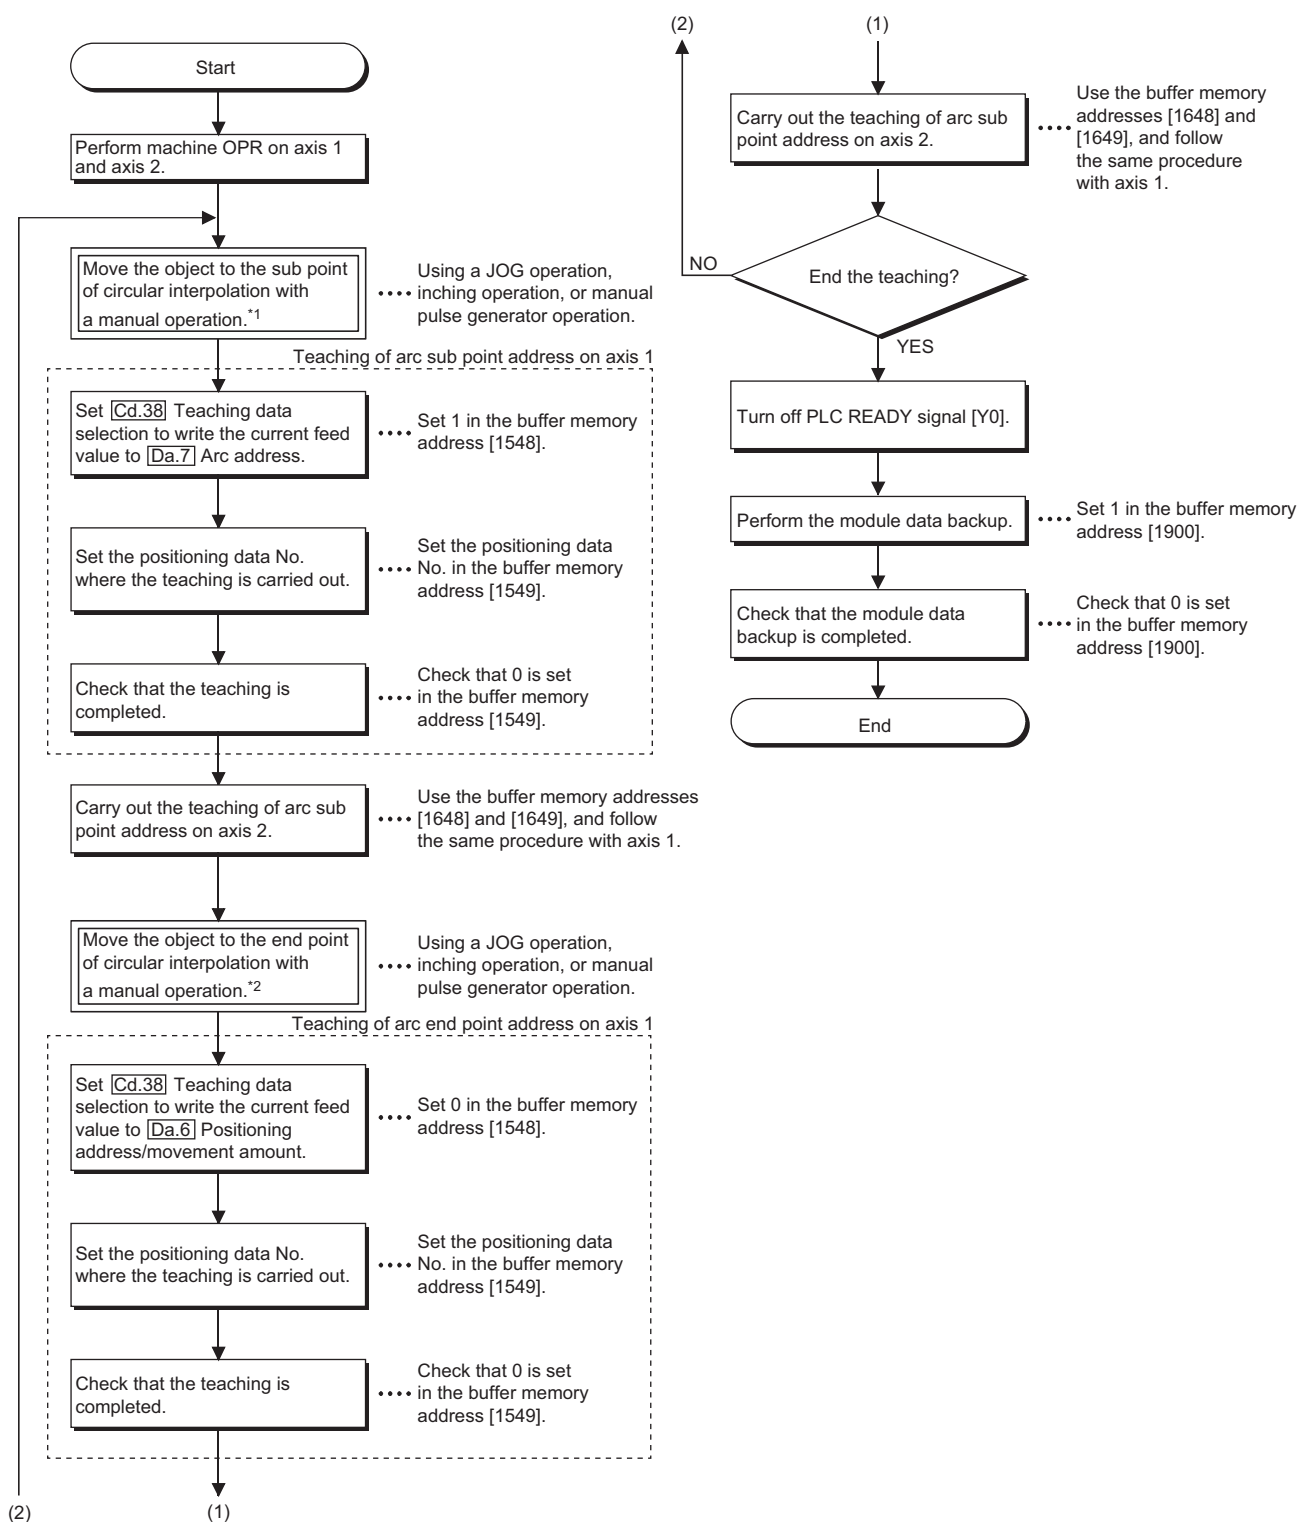 Start
Perform machine OPR on axis 1
and axis 2.
Move the object to the sub point
of circular interpolation with
a manual operation.*1
Using a JOG operation,
inching operation, or manual
pulse generator operation.
Teaching of arc sub point address on axis 1
Set Cd.38 Teaching data
selection to write the current feed
value to Da.7 Arc address.
Set 1 in the buffer memory
address [1548].
Set the positioning data No.
where the teaching is carried out.
Set the positioning data
No. in the buffer memory
address [1549].
Check that the teaching is
completed.
Check that 0 is set
in the buffer memory
address [1549].
Carry out the teaching of arc sub
point address on axis 2.
Use the buffer memory addresses
[1648] and [1649], and follow
the same procedure with axis 1.
Move the object to the end point
of circular interpolation with
a manual operation.*2
Using a JOG operation,
inching operation, or manual
pulse generator operation.
Teaching of arc end point address on axis 1
Set Cd.38 Teaching data
selection to write the current feed
value to Da.6 Positioning
address/movement amount.
Set 0 in the buffer memory
address [1548].
Set the positioning data No.
where the teaching is carried out.
Set the positioning data
No. in the buffer memory
address [1549].
Check that the teaching is
completed.
Check that 0 is set
in the buffer memory
address [1549].
(2)
(1)
(2)
(1)
Carry out the teaching of arc sub
point address on axis 2.
Use the buffer memory
addresses [1648] and
[1649], and follow
the same procedure
with axis 1.
NO
End the teaching?
YES
Turn off PLC READY signal [Y0].
Perform the module data backup.
Set 1 in the buffer memory
address [1900].
Check that the module data
backup is completed.
Check that 0 is set
in the buffer memory
address [1900].
End